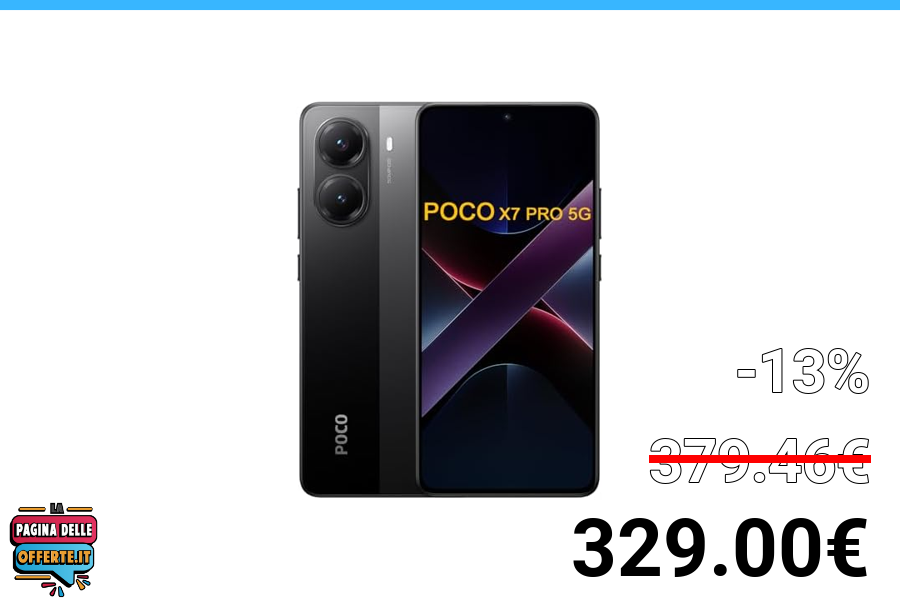 POCO X7 PRO 5G
POCO
-13%
379.46€
329.00€
LA
PAGINA DELLE
OFFERTE.IT